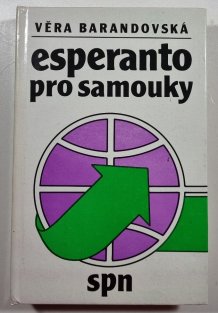 VĚRA BARANDOVSKÁ
esperanto
pro samouky
spn